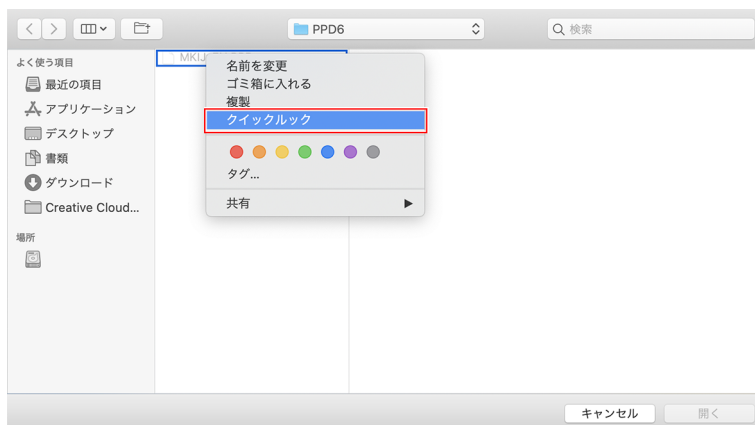 PPD6
検索
よく使う項目
最近の項目
アプリケーション
デスクトップ
書類
ダウンロード
Creative Cloud...
場所
名前を変更
ゴミ箱に入れる
複製
クイックルック
タグ...
共有
キャンセル
開く